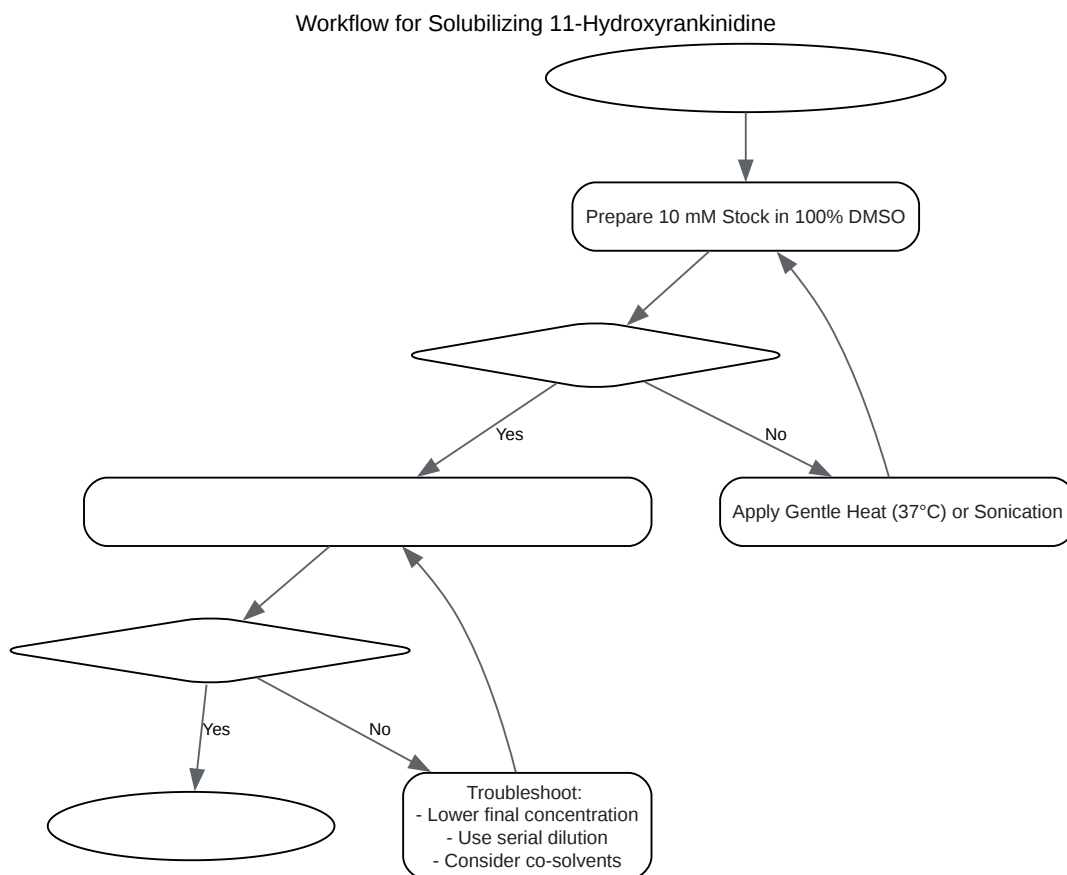 Workflow for Solubilizing 11-Hydroxyrankinidine
Prepare 10 mM Stock in 100% DMSO
Yes
No
Apply Gentle Heat (37°C) or Sonication
Yes
No
Troubleshoot:
- Lower final concentration
- Use serial dilution
- Consider co-solvents